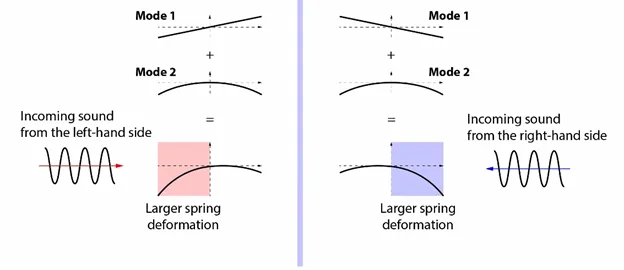 Mode 1
+
Mode 2
=
Incoming sound
from the left-hand side
Larger spring
deformation
Mode 1
+
Mode 2
=
Incoming sound
from the right-hand side
Larger spring
deformation